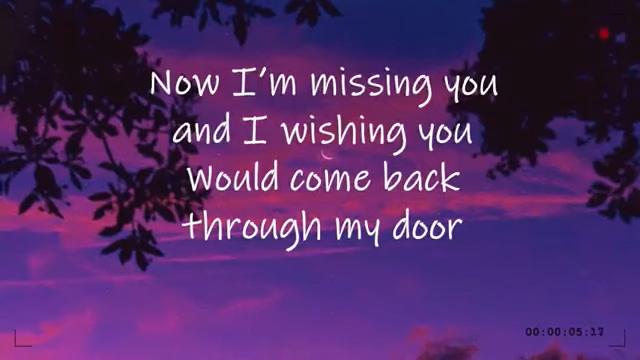 Now I'm missing you
and I wishing you
Would come back
through my door
00:00:05:17